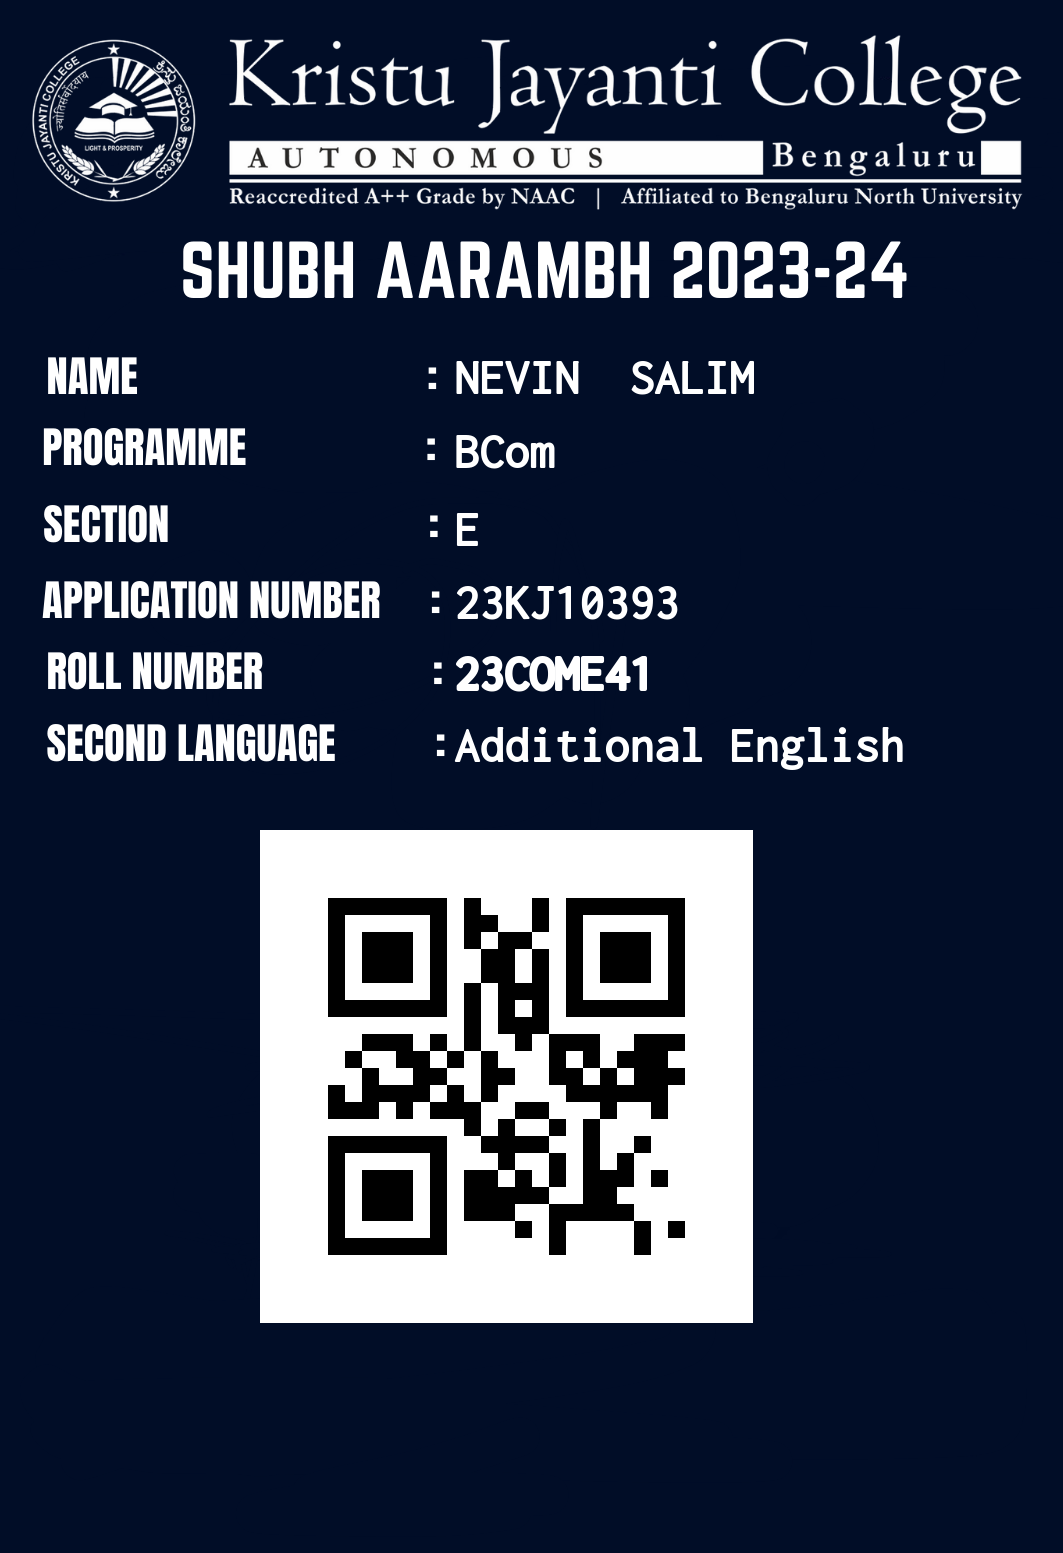 KRISTU JAYANTI COLLEGE
ಕ್ರಿಸ್ತು ಜಯಂತಿ ಕಾಲೇಜು
LIGHT & PROSPERITY
Kristu Jayanti College
AUTONOMOUS Bengaluru
Reaccredited A++ Grade by NAAC | Affiliated to Bengaluru North University
SHUBH AARAMBH 2023-24
NAME : NEVIN SALIM
PROGRAMME : BCom
SECTION : E
APPLICATION NUMBER : 23KJ10393
ROLL NUMBER : 23COME41
SECOND LANGUAGE : Additional English